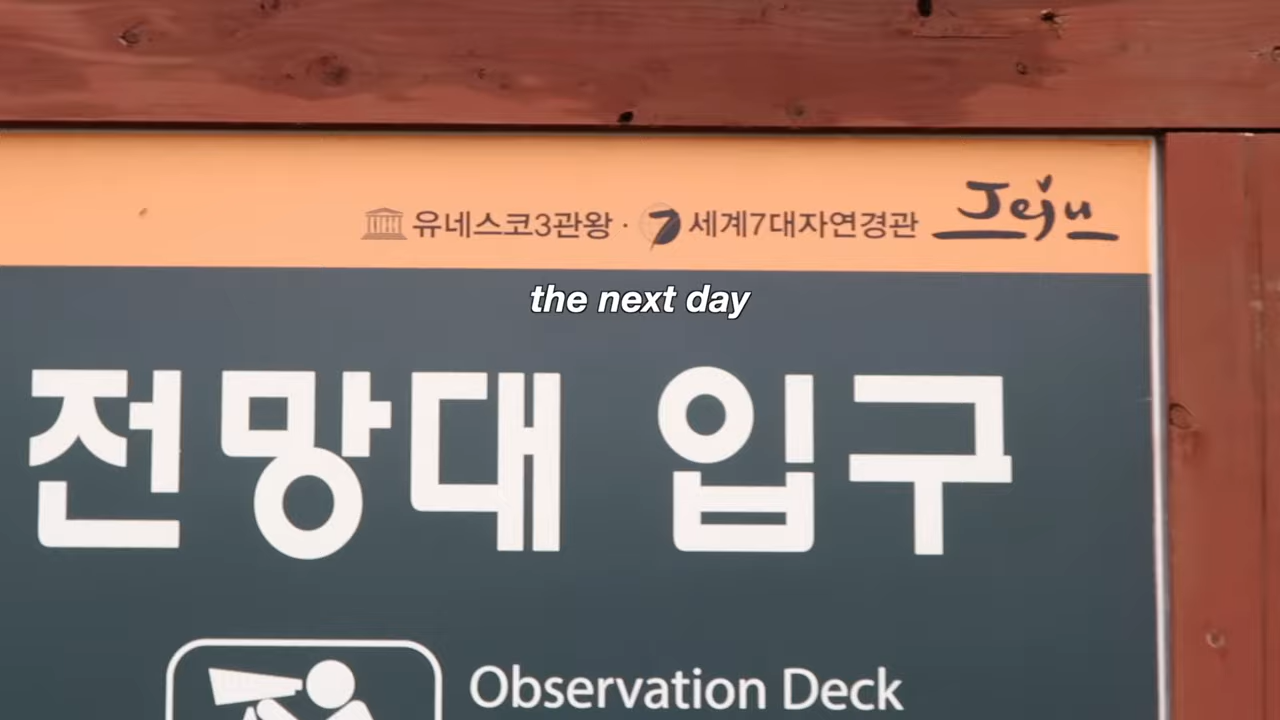 유네스코3관왕 · 7 세계7대자연경관 Jeju
the next day
전망대 입구
Observation Deck